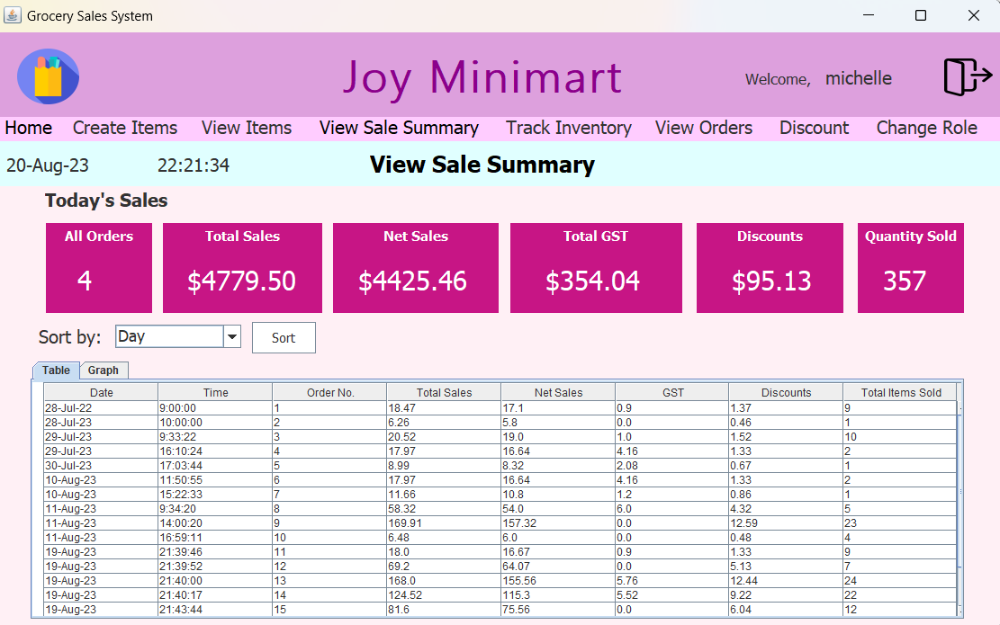 Grocery Sales System
Joy Minimart
Welcome, michelle
Home Create Items View Items View Sale Summary Track Inventory View Orders Discount Change Role
20-Aug-23 22:21:34 View Sale Summary
Today's Sales
All Orders Total Sales Net Sales Total GST Discounts Quantity Sold
4 $4779.50 $4425.46 $354.04 $95.13 357
Sort by: Day Sort
Table Graph
Date Time Order No. Total Sales Net Sales GST Discounts Total Items Sold
28-Jul-22 9:00:00 1 18.47 17.1 0.9 1.37 9
28-Jul-23 10:00:00 2 6.26 5.8 0.0 0.46 1
29-Jul-23 9:33:22 3 20.52 19.0 1.0 1.52 10
29-Jul-23 16:10:24 4 17.97 16.64 4.16 1.33 2
30-Jul-23 17:03:44 5 8.99 8.32 2.08 0.67 1
10-Aug-23 11:50:55 6 17.97 16.64 4.16 1.33 2
10-Aug-23 15:22:33 7 11.66 10.8 1.2 0.86 1
11-Aug-23 9:34:20 8 58.32 54.0 6.0 4.32 5
11-Aug-23 14:00:20 9 169.91 157.32 0.0 12.59 23
11-Aug-23 16:59:11 10 6.48 6.0 0.0 0.48 4
19-Aug-23 21:39:46 11 18.0 16.67 0.9 1.33 9
19-Aug-23 21:39:52 12 69.2 64.07 0.0 5.13 7
19-Aug-23 21:40:00 13 168.0 155.56 5.76 12.44 24
19-Aug-23 21:40:17 14 124.52 115.3 5.52 9.22 22
19-Aug-23 21:43:44 15 81.6 75.56 0.0 6.04 12